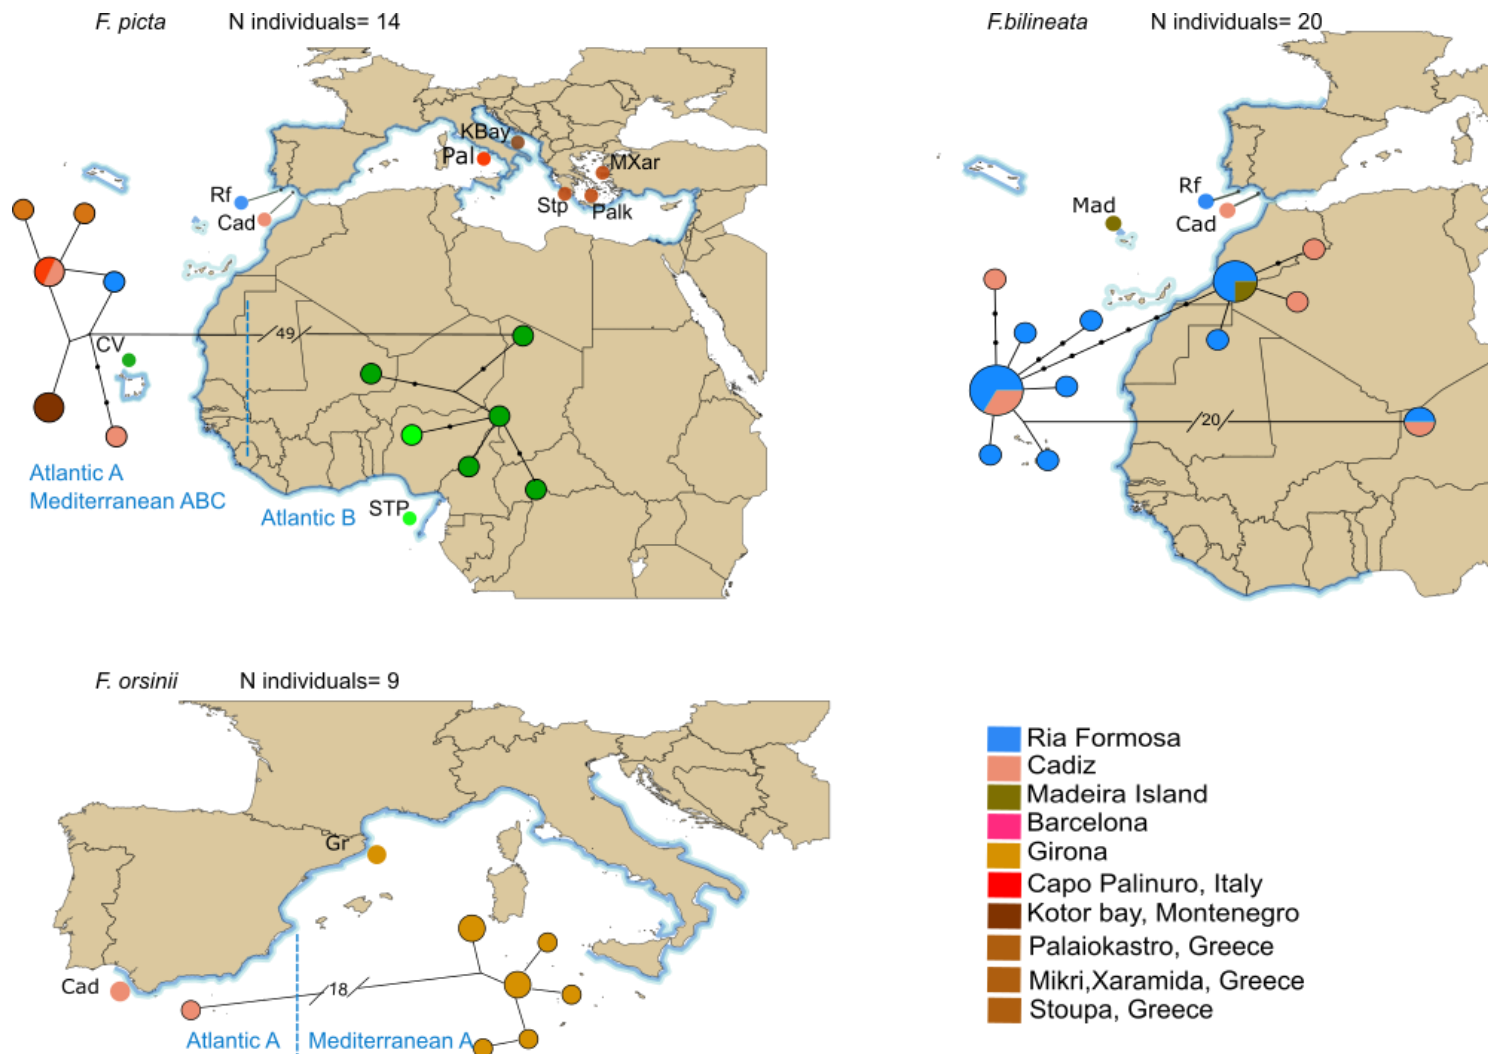 F. picta N individuals= 14
F.bilineata N individuals= 20
KBay
Pal
MXar
Rf
Stp
Palk
Cad
Rf
Mad
Cad
49
CV
20
Atlantic A
Mediterranean ABC
Atlantic B
STP
F. orsinii N individuals= 9
Gr
Cad
18
Atlantic A
Mediterranean A
Ria Formosa
Cadiz
Madeira Island
Barcelona
Girona
Capo Palinuro, Italy
Kotor bay, Montenegro
Palaiokastro, Greece
Mikri,Xaramida, Greece
Stoupa, Greece